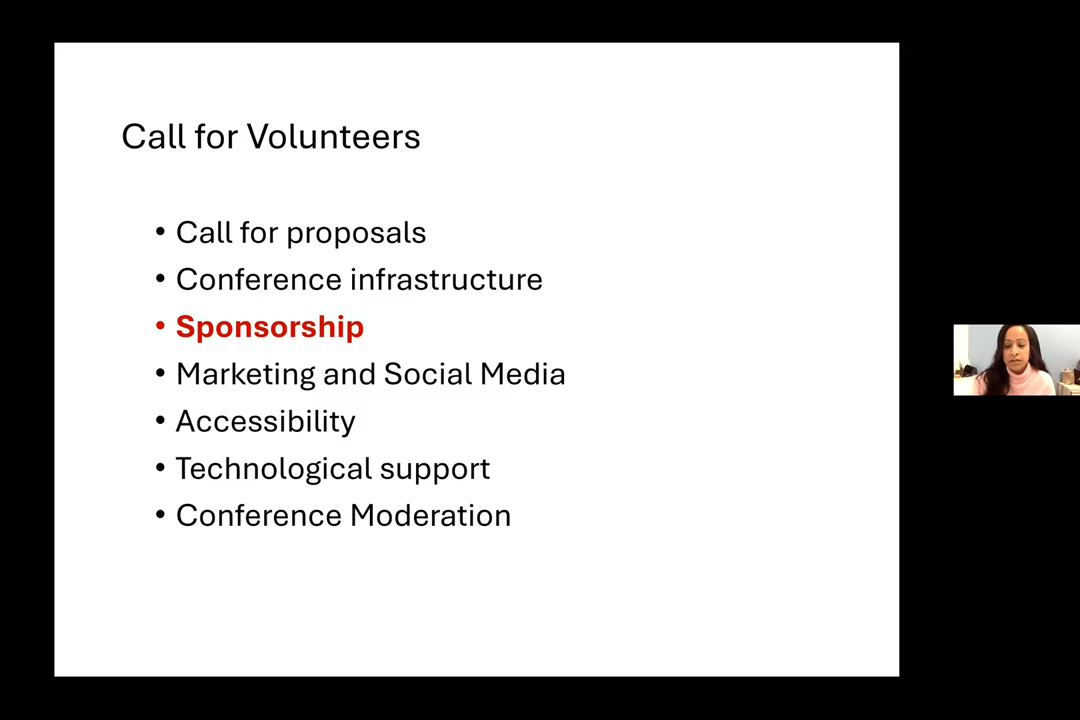 Call for Volunteers
• Call for proposals
• Conference infrastructure
• Sponsorship
• Marketing and Social Media
• Accessibility
• Technological support
• Conference Moderation